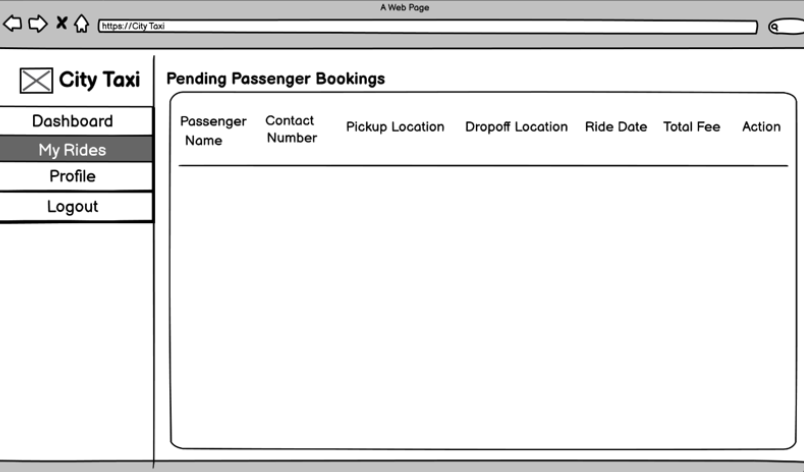 A Web Page
https://City Taxi
City Taxi
Dashboard
My Rides
Profile
Logout
Pending Passenger Bookings
Passenger
Name
Contact
Number
Pickup Location
Dropoff Location
Ride Date
Total Fee
Action